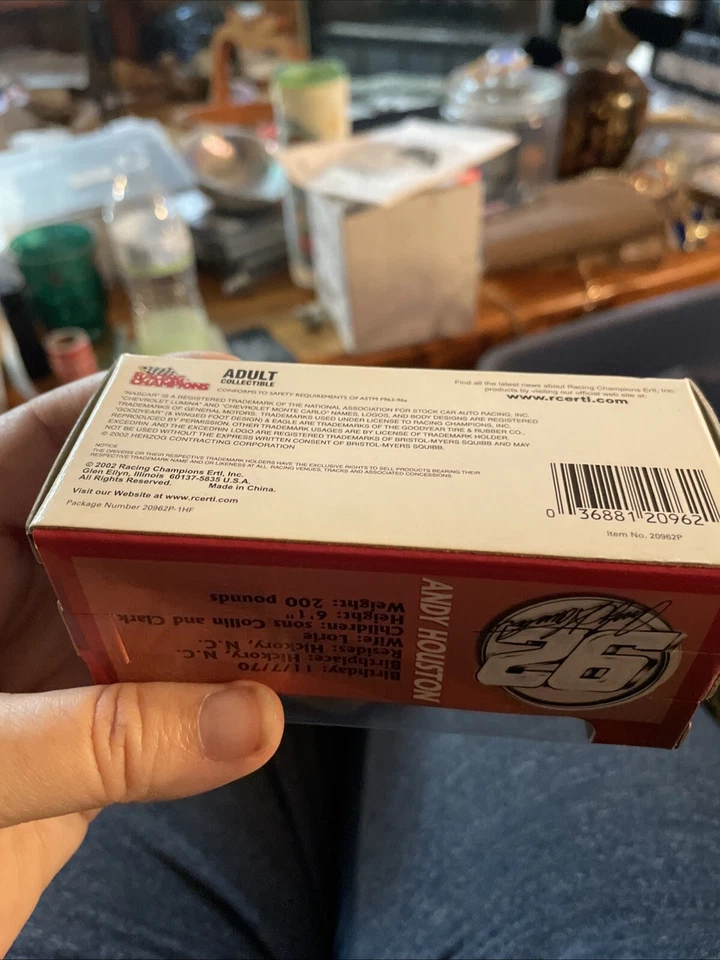 RACING
CHAMPIONS
ADULT
COLLECTIBLE
CONFORMS TO SAFETY REQUIREMENTS OF ASTM F963-96a
Find all the latest news about Racing Champions Ertl, Inc.
products by visiting our official web site at:
www.rcertl.com
"NASCAR" IS A REGISTERED TRADEMARK OF THE NATIONAL ASSOCIATION FOR STOCK CAR AUTO RACING, INC.
"CHEVROLET LUMINA" AND "CHEVROLET MONTE CARLO" NAMES, LOGOS, AND BODY DESIGNS ARE REGISTERED
TRADEMARKS OF GENERAL MOTORS. TRADEMARKS USED UNDER LICENSE TO RACING CHAMPIONS, INC.
"GOODYEAR" (& WINGED FOOT DESIGN) & EAGLE ARE TRADEMARKS OF THE GOODYEAR TIRE & RUBBER CO.,
REPRODUCED BY PERMISSION. OTHER TRADEMARK USAGES ARE BY LICENSE OF TRADEMARK HOLDER.
EXCEDRIN AND THE EXCEDRIN LOGO ARE REGISTERED TRADEMARKS OF BRISTOL-MYERS SQUIBB AND MAY
NOT BE USED WITHOUT THE EXPRESS WRITTEN CONSENT OF BRISTOL-MYERS SQUIBB.
© 2002 HERZOG CONTRACTING CORPORATION
NOTICE
THE DRIVERS OR THEIR RESPECTIVE TRADEMARK HOLDERS HAVE THE EXCLUSIVE RIGHTS TO SELL PRODUCTS BEARING THEIR
RESPECTIVE TRADEMARK NAME AND OR LIKENESS AT ALL RACING VENUES, TRACKS AND ASSOCIATED CONCESSIONS.
© 2002 Racing Champions Ertl, Inc.
Glen Ellyn, Illinois 60137-5835 U.S.A.
All Rights Reserved. Made in China.
Visit our Website at www.rcertl.com
Package Number 20962P-1HF
0 36881 20962
Item No. 20962P
26
ANDY HOUSTON
Birthday: 11/7/70
Birthplace: Hickory, N.C.
Resides: Hickory, N.C.
Wife: Lorie
Children: sons Collin and Clark
Height: 6'1"
Weight: 200 pounds